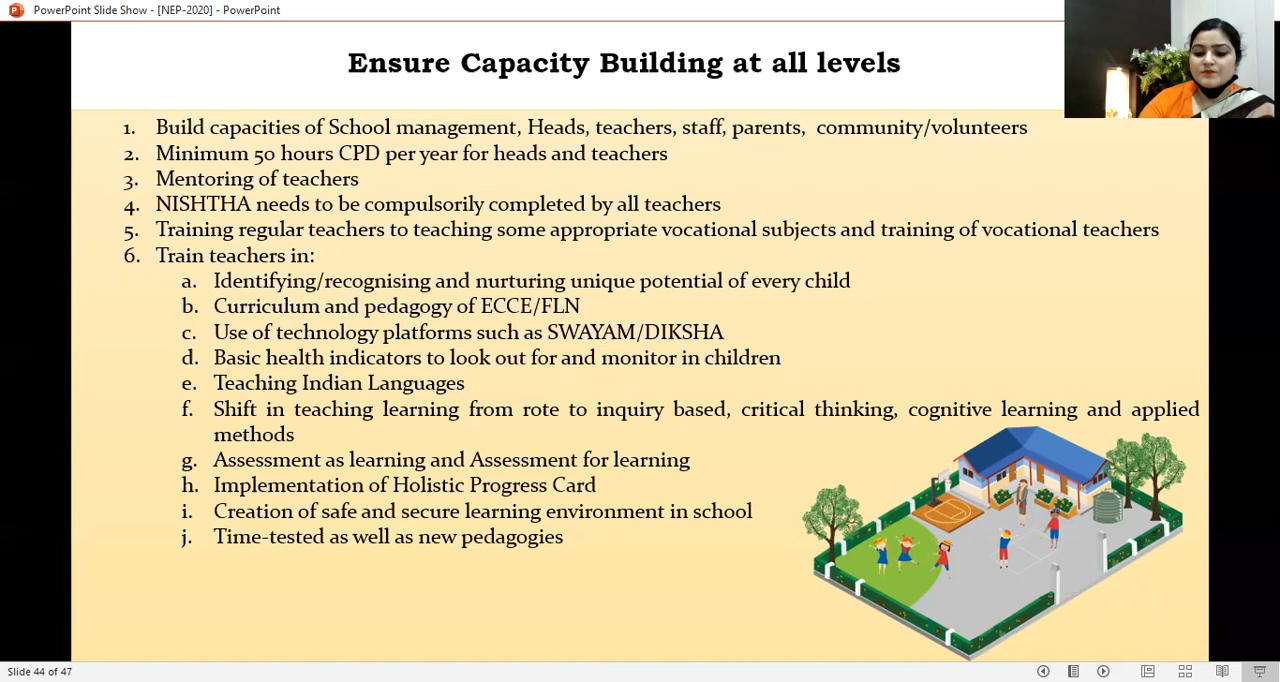 PowerPoint Slide Show - [NEP-2020] - PowerPoint
Ensure Capacity Building at all levels
1. Build capacities of School management, Heads, teachers, staff, parents, community/volunteers
2. Minimum 50 hours CPD per year for heads and teachers
3. Mentoring of teachers
4. NISHTHA needs to be compulsorily completed by all teachers
5. Training regular teachers to teaching some appropriate vocational subjects and training of vocational teachers
6. Train teachers in:
a. Identifying/recognising and nurturing unique potential of every child
b. Curriculum and pedagogy of ECCE/FLN
c. Use of technology platforms such as SWAYAM/DIKSHA
d. Basic health indicators to look out for and monitor in children
e. Teaching Indian Languages
f. Shift in teaching learning from rote to inquiry based, critical thinking, cognitive learning and applied
methods
g. Assessment as learning and Assessment for learning
h. Implementation of Holistic Progress Card
i. Creation of safe and secure learning environment in school
j. Time-tested as well as new pedagogies
Slide 44 of 47